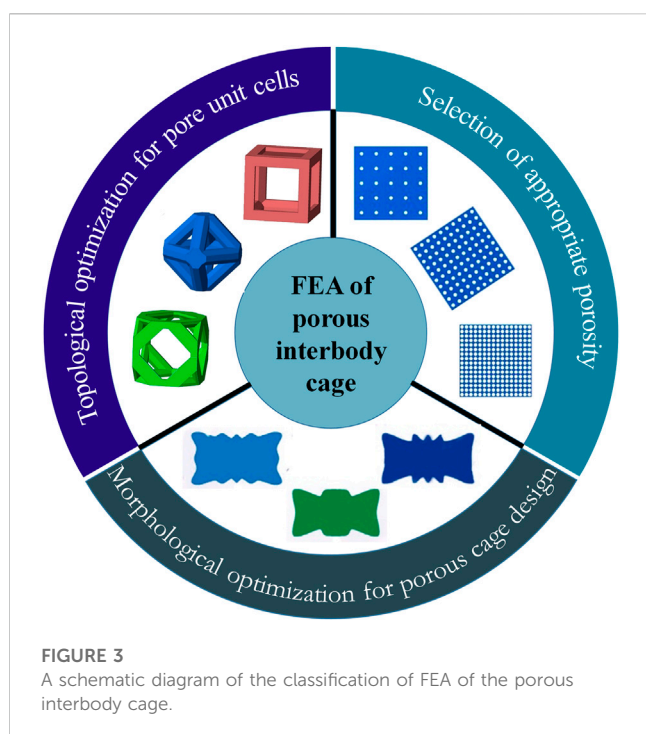 Topological optimization for pore unit cells
Selection of appropriate porosity
FEA of
porous
interbody
cage
Morphological optimization for porous cage design
FIGURE 3
A schematic diagram of the classification of FEA of the porous
interbody cage.